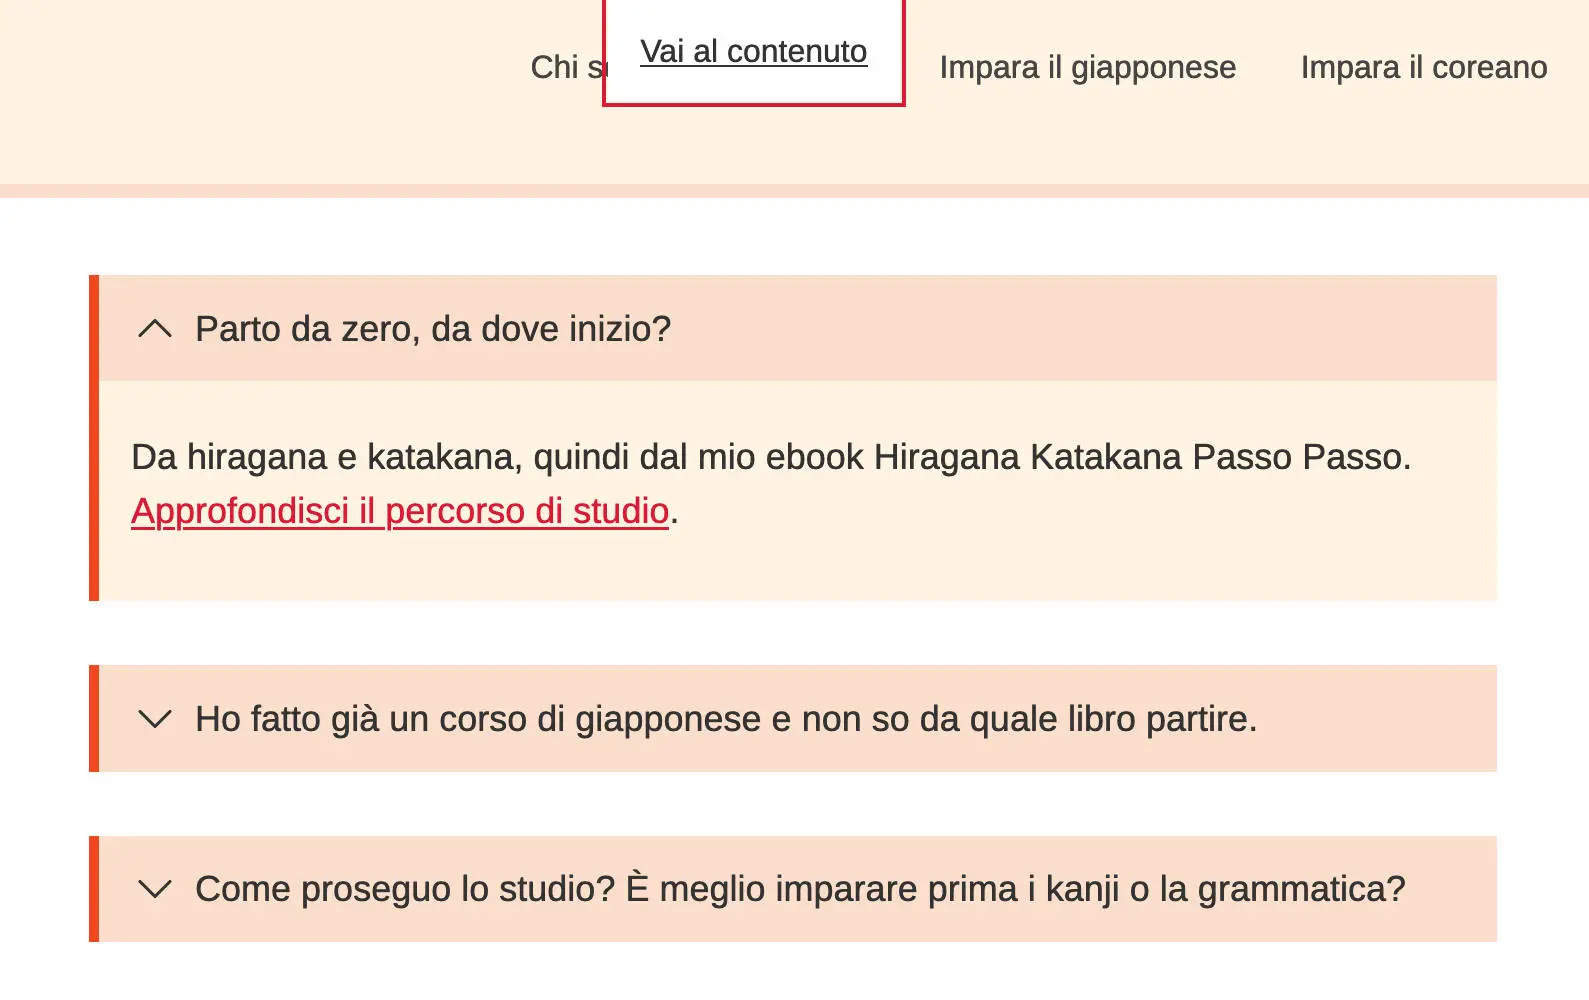 Chi
Vai al contenuto
Impara il giapponese
Impara il coreano
Parto da zero, da dove inizio?
Da hiragana e katakana, quindi dal mio ebook Hiragana Katakana Passo Passo.
Approfondisci il percorso di studio.
Ho fatto già un corso di giapponese e non so da quale libro partire.
Come proseguo lo studio? È meglio imparare prima i kanji o la grammatica?